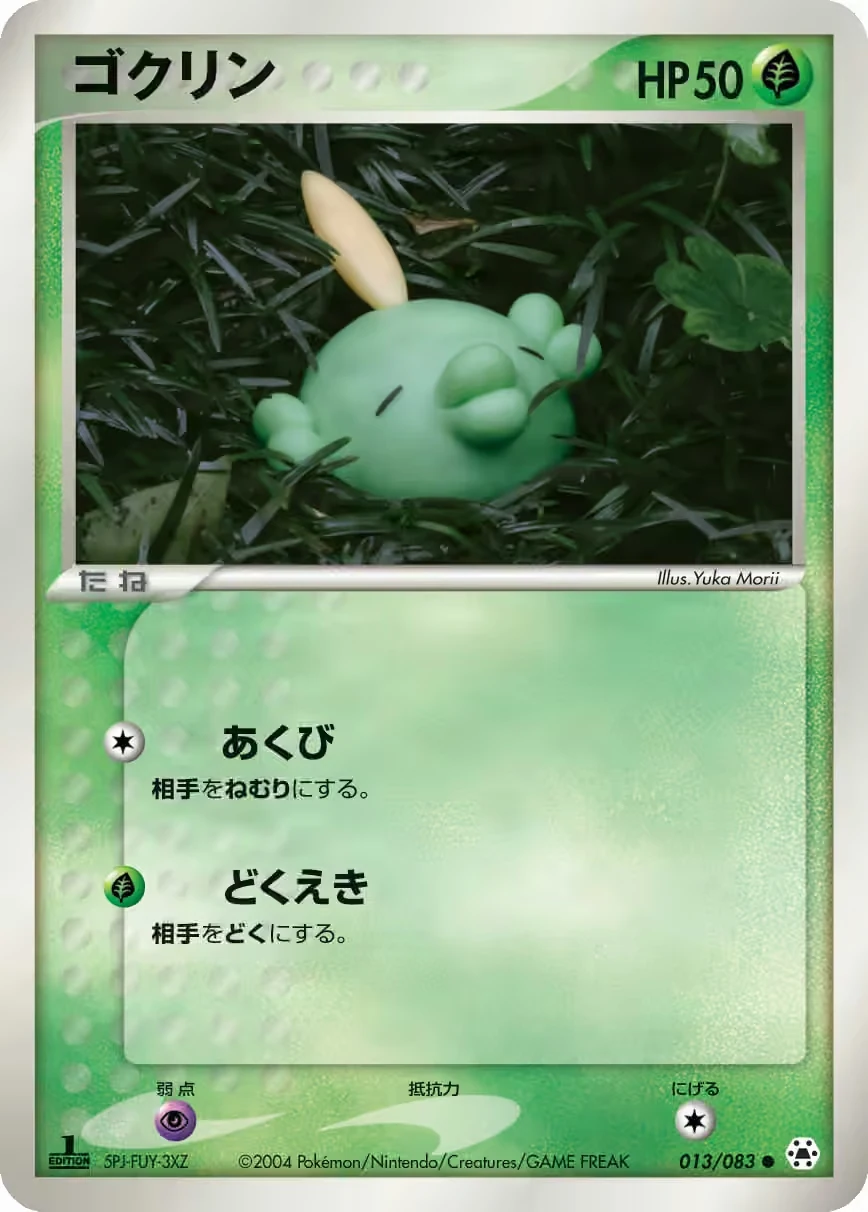 ゴクリン
HP50
たね
Illus.Yuka Morii
あくび
相手をねむりにする。
どくえき
相手をどくにする。
弱点
抵抗力
にげる
1
EDITION
5PJ-FUY-3XZ
©2004 Pokémon/Nintendo/Creatures/GAME FREAK
013/083